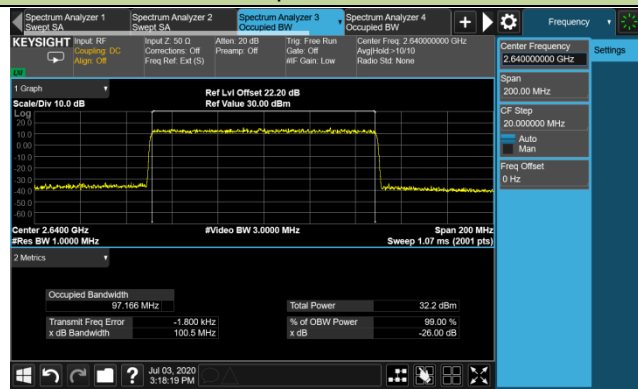 Spectrum Analyzer 1
Swept SA
Spectrum Analyzer 2
Swept SA
Spectrum Analyzer 3
Occupied BW
Spectrum Analyzer 4
Occupied BW
+
Frequency
KEYSIGHT
Input: RF
Coupling: DC
Align: Off
Input Z: 50 Ω
Corrections: Off
Freq Ref: Ext (S)
Atten: 20 dB
Preamp: Off
Trig: Free Run
Gate: Off
#IF Gain: Low
Center Freq: 2.640000000 GHz
Avg|Hold:>10/10
Radio Std: None
LXI
Center Frequency
2.640000000 GHz
Settings
Span
200.00 MHz
CF Step
20.000000 MHz
Auto
Man
Freq Offset
0 Hz
1 Graph
Scale/Div 10.0 dB
Ref Lvl Offset 22.20 dB
Ref Value 30.00 dBm
Log
20.0
10.0
0.00
-10.0
-20.0
-30.0
-40.0
-50.0
-60.0
Center 2.6400 GHz
#Res BW 1.0000 MHz
#Video BW 3.0000 MHz
Span 200 MHz
Sweep 1.07 ms (2001 pts)
2 Metrics
Occupied Bandwidth
97.166 MHz
Total Power 32.2 dBm
Transmit Freq Error -1.800 kHz
% of OBW Power 99.00 %
x dB Bandwidth 100.5 MHz
x dB -26.00 dB
?
Jul 03, 2020
3:18:19 PM